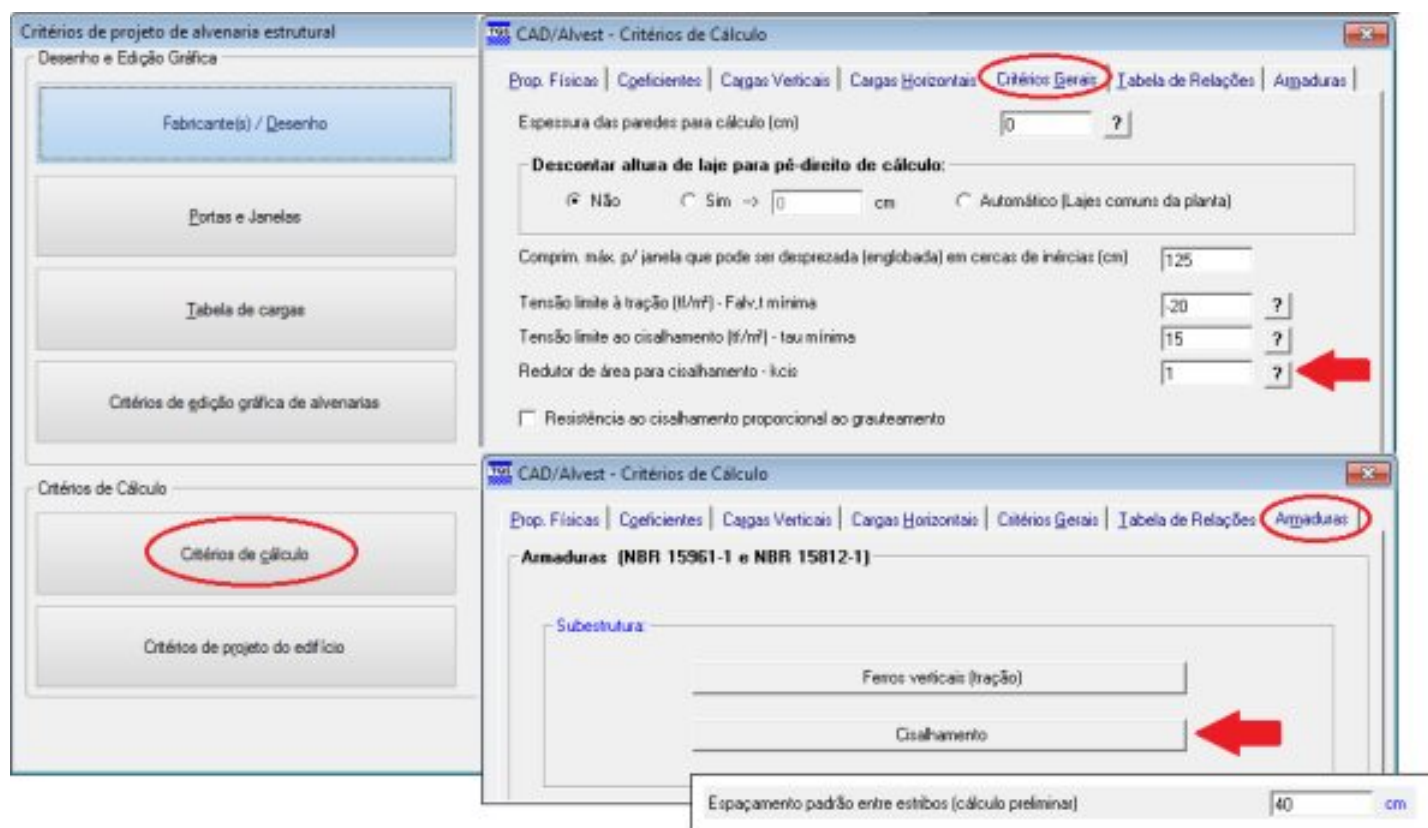 Critérios de projeto de alvenaria estrutural
Desenho e Edição Gráfica
Fabricante(s) / Desenho
Portas e Janelas
Tabela de cargas
Critérios de edição gráfica de alvenarias
Critérios de Cálculo
Critérios de cálculo
Critérios de projeto do edifício
TQS CAD/Alvest - Critérios de Cálculo
Prop. Físicas Coeficientes Cargas Verticais Cargas Horizontais Critérios Gerais Tabela de Relações Armaduras
Espessura das paredes para cálculo (cm) 0 ?
Descontar altura de laje para pé-direito de cálculo:
Não Sim => 0 cm Automático (Lajes comuns da planta)
Comprim. máx. p/ janela que pode ser desprezada (englobada) em cercas de inércias (cm) 125
Tensão limite à tração (tf/m²) - Falv,t mínima -20 ?
Tensão limite ao cisalhamento (tf/m²) - tau mínima 15 ?
Redutor de área para cisalhamento - kcis 1 ?
Resistência ao cisalhamento proporcional ao grauteamento
TQS CAD/Alvest - Critérios de Cálculo
Prop. Físicas Coeficientes Cargas Verticais Cargas Horizontais Critérios Gerais Tabela de Relações Armaduras
Armaduras (NBR 15961-1 e NBR 15812-1)
Subestrutura:
Ferros verticais (tração)
Cisalhamento
Espaçamento padrão entre estribos (cálculo preliminar) 40 cm